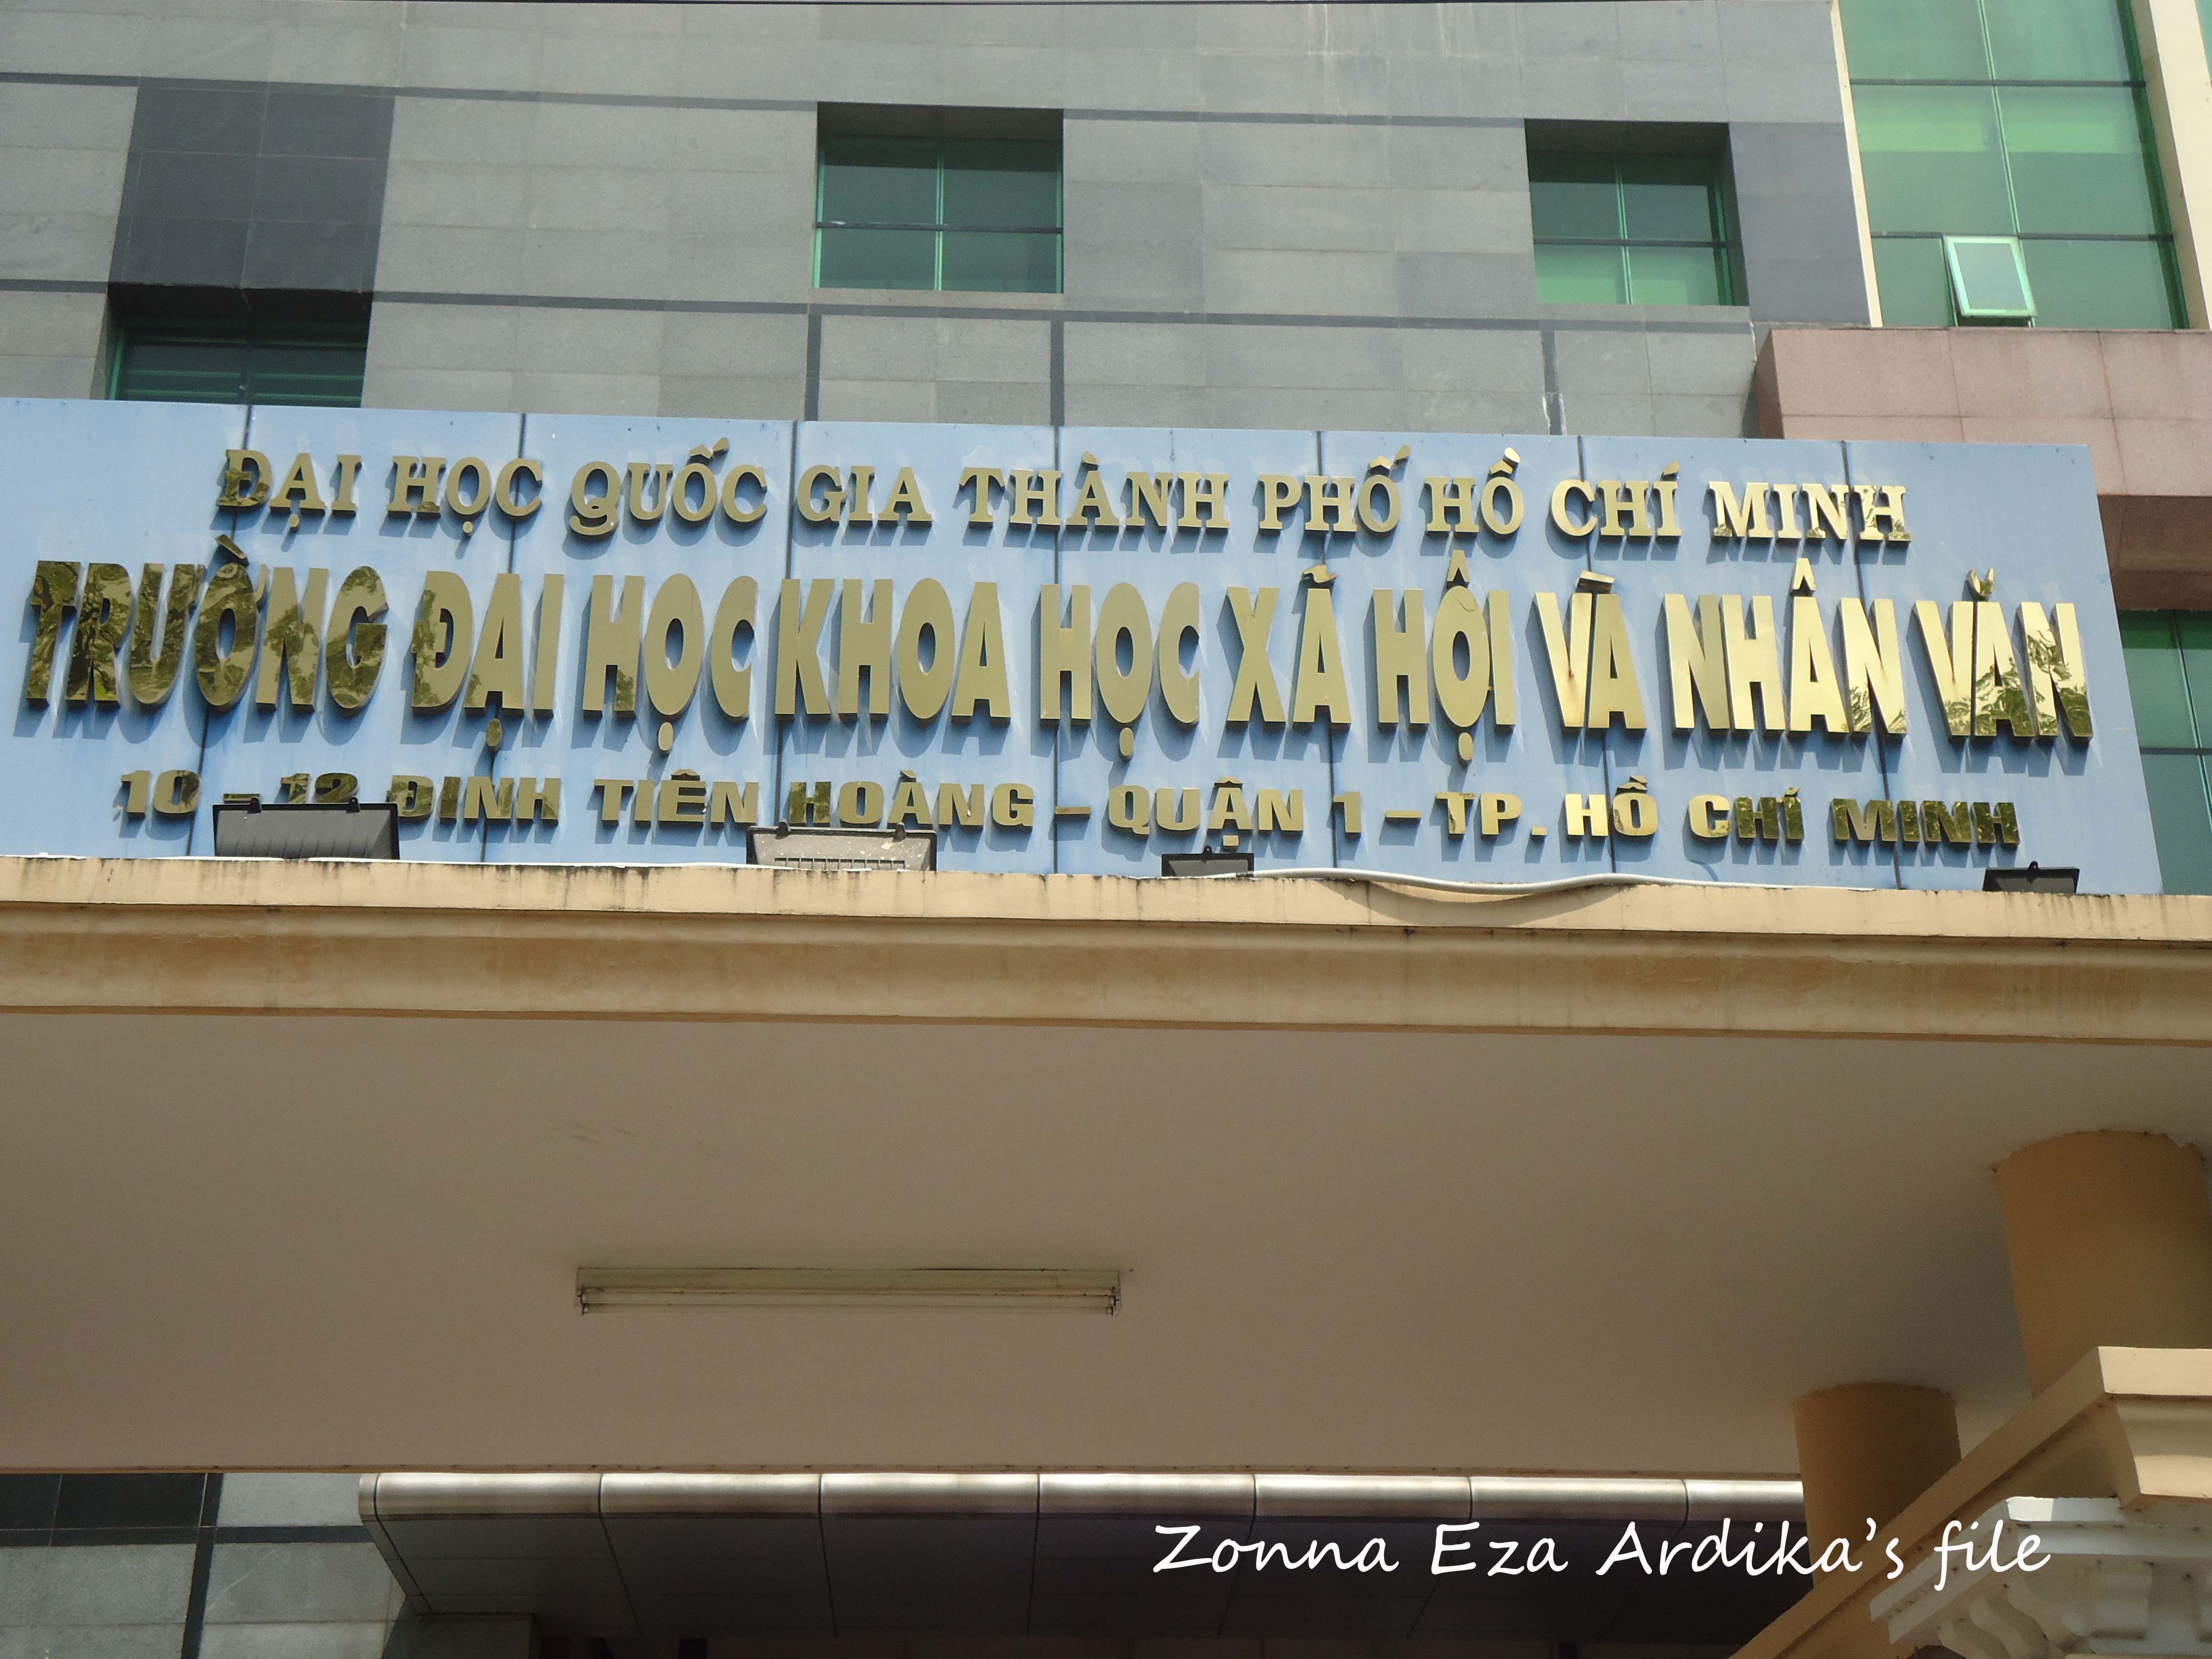 ĐẠI HỌC QUỐC GIA THÀNH PHỐ HỒ CHÍ MINH
TRƯỜNG ĐẠI HỌC KHOA HỌC XÃ HỘI VÀ NHÂN VĂN
10 - 12 ĐINH TIÊN HOÀNG - QUẬN 1 - TP. HỒ CHÍ MINH
Zonna Eza Ardika's file